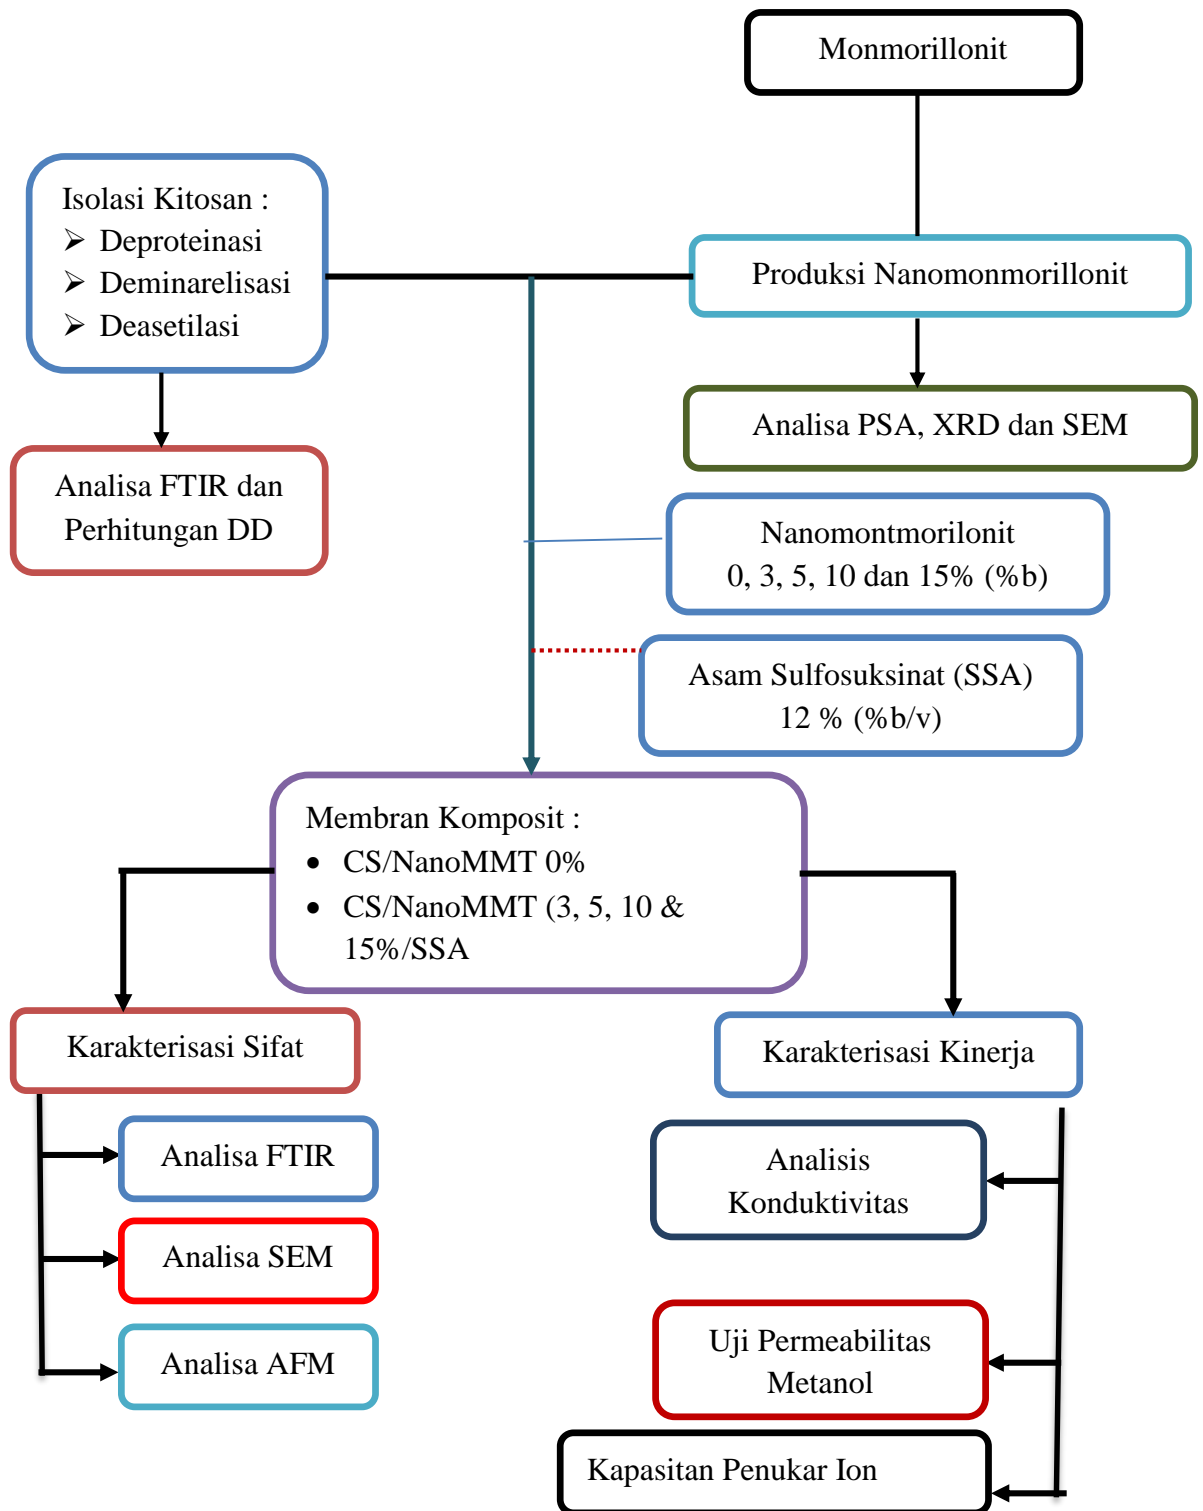 Monmorillonit
Isolasi Kitosan :
➢ Deproteinasi
➢ Deminarelisasi
➢ Deasetilasi
Produksi Nanomonmorillonit
Analisa PSA, XRD dan SEM
Analisa FTIR dan
Perhitungan DD
Nanomontmorilonit
0, 3, 5, 10 dan 15% (%b)
Asam Sulfosuksinat (SSA)
12 % (%b/v)
Membran Komposit :
• CS/NanoMMT 0%
• CS/NanoMMT (3, 5, 10 &
15%/SSA
Karakterisasi Sifat
Karakterisasi Kinerja
Analisa FTIR
Analisa SEM
Analisa AFM
Analisis
Konduktivitas
Uji Permeabilitas
Metanol
Kapasitan Penukar Ion